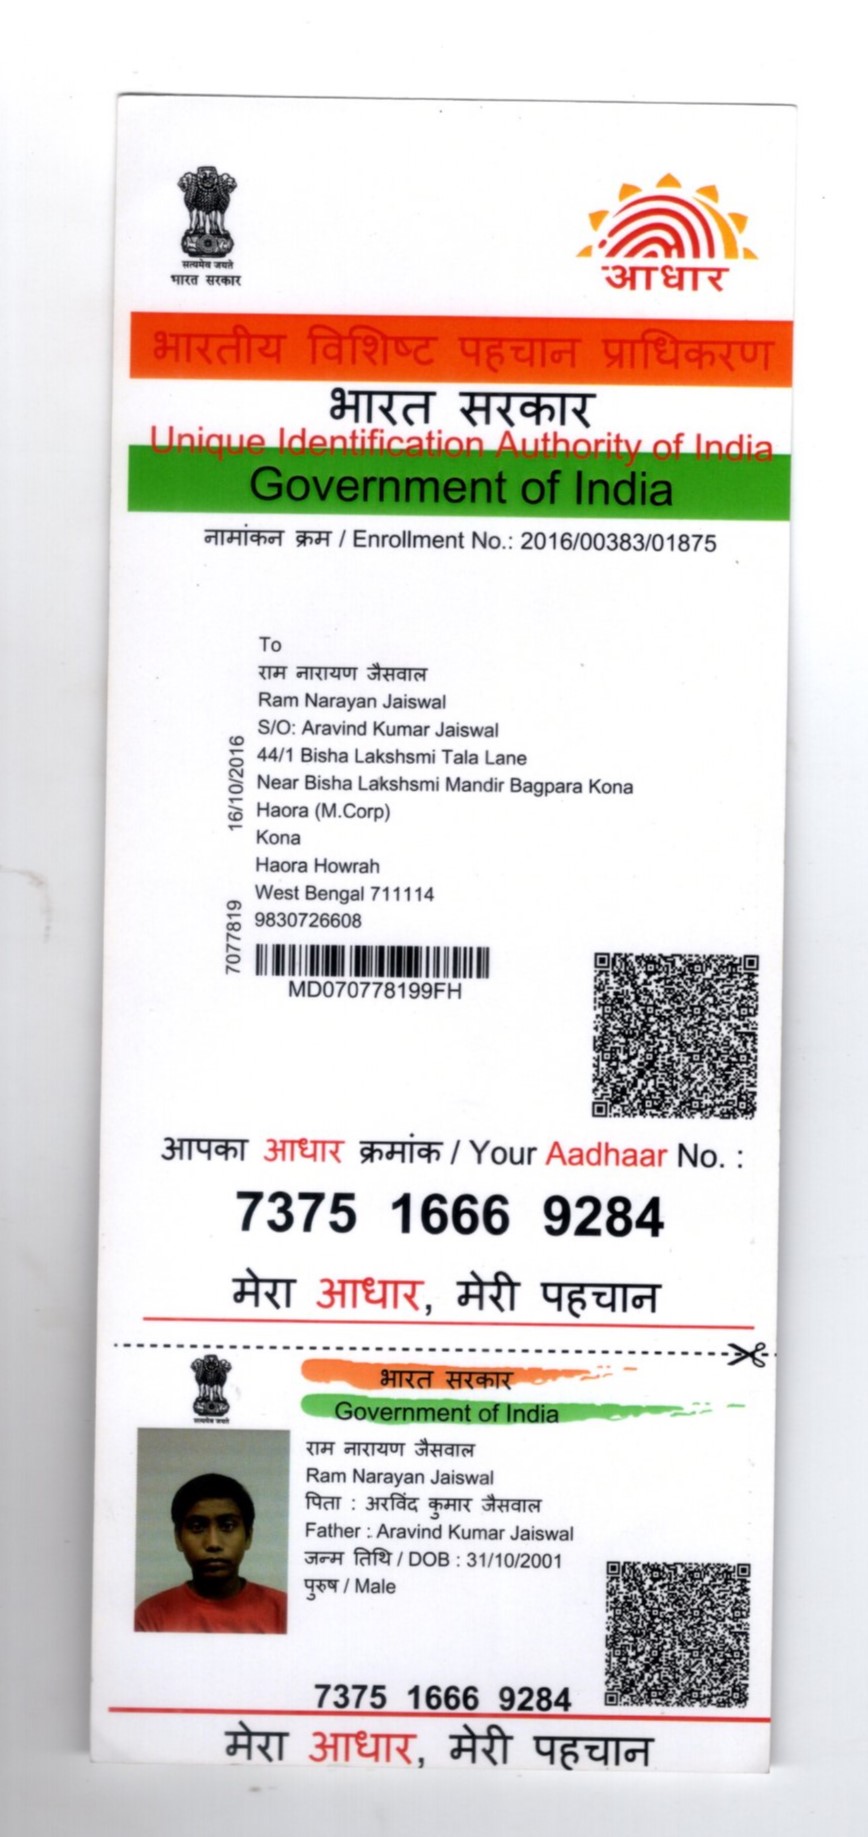 सत्यमेव जयते
भारत सरकार
आधार
भारतीय विशिष्ट पहचान प्राधिकरण
भारत सरकार
Unique Identification Authority of India
Government of India
नामांकन क्रम / Enrollment No.: 2016/00383/01875
To
राम नारायण जैसवाल
Ram Narayan Jaiswal
S/O: Aravind Kumar Jaiswal
44/1 Bisha Lakshsmi Tala Lane
Near Bisha Lakshsmi Mandir Bagpara Kona
Haora (M.Corp)
Kona
Haora Howrah
West Bengal 711114
9830726608
16/10/2016
7077819
MD070778199FH
आपका आधार क्रमांक / Your Aadhaar No. :
7375 1666 9284
मेरा आधार, मेरी पहचान
सत्यमेव जयते
भारत सरकार
Government of India
राम नारायण जैसवाल
Ram Narayan Jaiswal
पिता : अरविंद कुमार जैसवाल
Father : Aravind Kumar Jaiswal
जन्म तिथि / DOB : 31/10/2001
पुरुष / Male
7375 1666 9284
मेरा आधार, मेरी पहचान